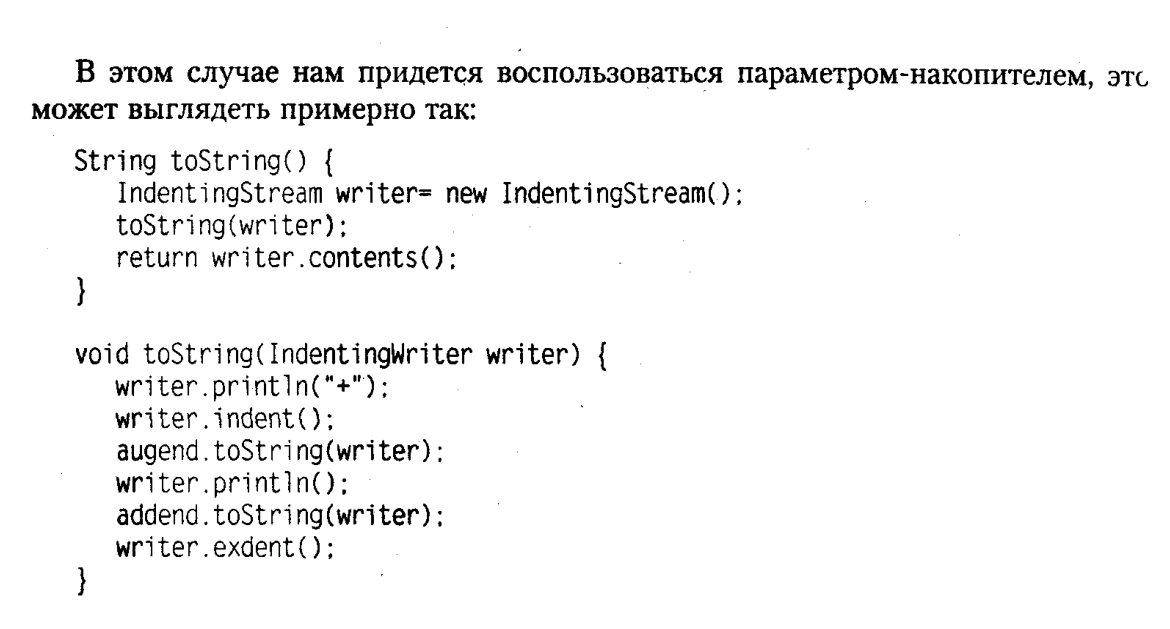 В этом случае нам придется воспользоваться параметром-накопителем, это
может выглядеть примерно так:
String toString() {
IndentingStream writer= new IndentingStream();
toString(writer);
return writer.contents();
}
void toString(IndentingWriter writer) {
writer.println("+");
writer.indent();
augend.toString(writer);
writer.println();
addend.toString(writer);
writer.exdent();
}